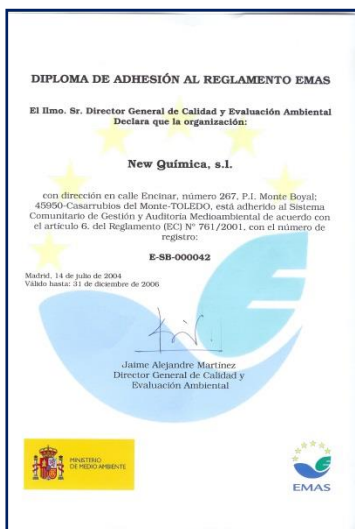 DIPLOMA DE ADHESIÓN AL REGLAMENTO EMAS
El Ilmo. Sr. Director General de Calidad y Evaluación Ambiental
Declara que la organización:
New Química, s.l.
con dirección en calle Encinar, número 267, P.I. Monte Boyal;
45950-Casarrubios del Monte-TOLEDO, está adherido al Sistema
Comunitario de Gestión y Auditoría Medioambiental de acuerdo con
el artículo 6. del Reglamento (EC) Nº 761/2001, con el número de
registro:
E-SB-000042
Madrid, 14 de julio de 2004
Válido hasta: 31 de diciembre de 2006
Jaime Alejandre Martínez
Director General de Calidad y
Evaluación Ambiental
MINISTERIO
DE MEDIO AMBIENTE
EMAS